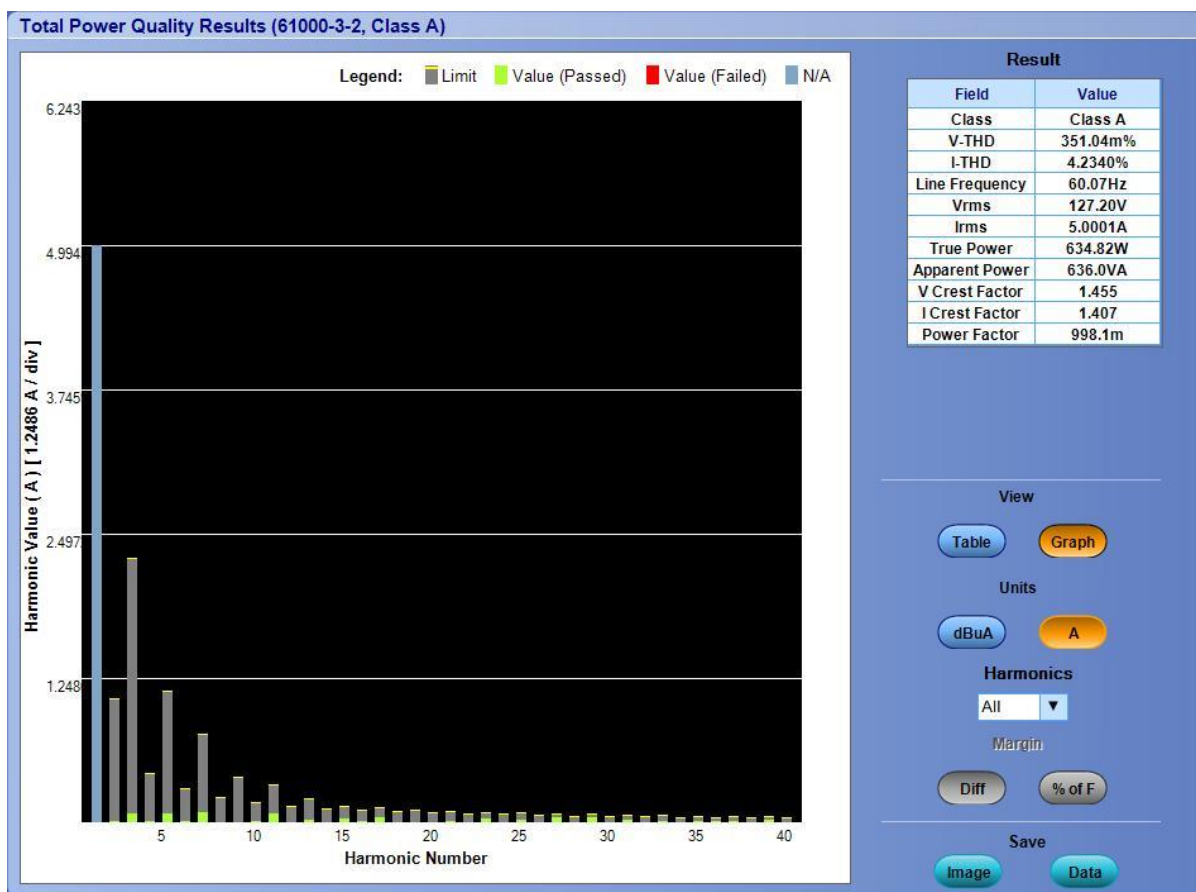 Total Power Quality Results (61000-3-2, Class A)
Legend: Limit Value (Passed) Value (Failed) N/A
6.243
4.994
3.745
2.497
1.248
Harmonic Value ( A ) [ 1.2486 A / div ]
5 10 15 20 25 30 35 40
Harmonic Number
Result
Field Value
Class Class A
V-THD 351.04m%
I-THD 4.2340%
Line Frequency 60.07Hz
Vrms 127.20V
Irms 5.0001A
True Power 634.82W
Apparent Power 636.0VA
V Crest Factor 1.455
I Crest Factor 1.407
Power Factor 998.1m
View
Table Graph
Units
dBuA A
Harmonics
All
Margin
Diff % of F
Save
Image Data